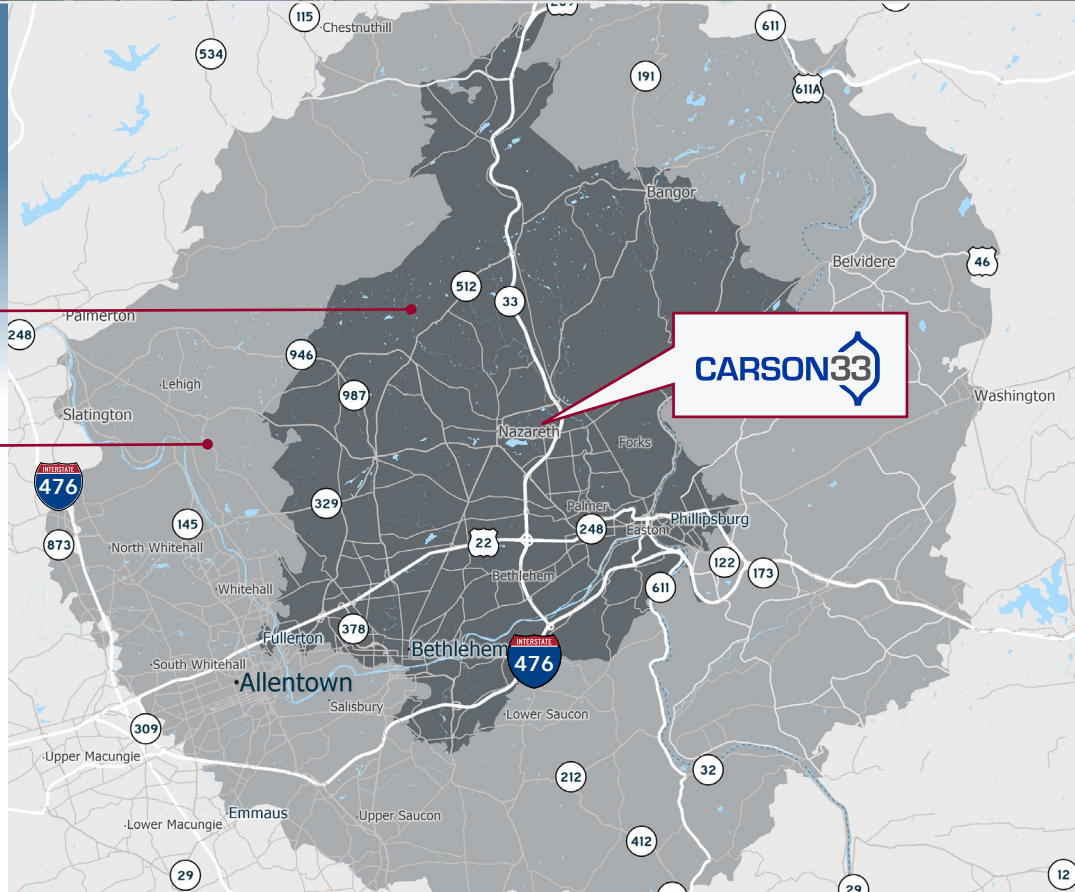 115
Chestnuthill
611
534
191
611A
Bangor
Belvidere
46
512
33
Palmerton
248
946
CARSON33
Lehigh
987
Washington
Slatington
Nazareth
Forks
INTERSTATE
476
329
Palmer
145
248
Phillipsburg
Easton
873
22
North Whitehall
122
173
Bethlehem
Whitehall
611
378
Fullerton
Bethlehem
INTERSTATE
476
South Whitehall
Allentown
Salisbury
Lower Saucon
309
Upper Macungie
32
212
Emmaus
Upper Saucon
Lower Macungie
412
29
29
12